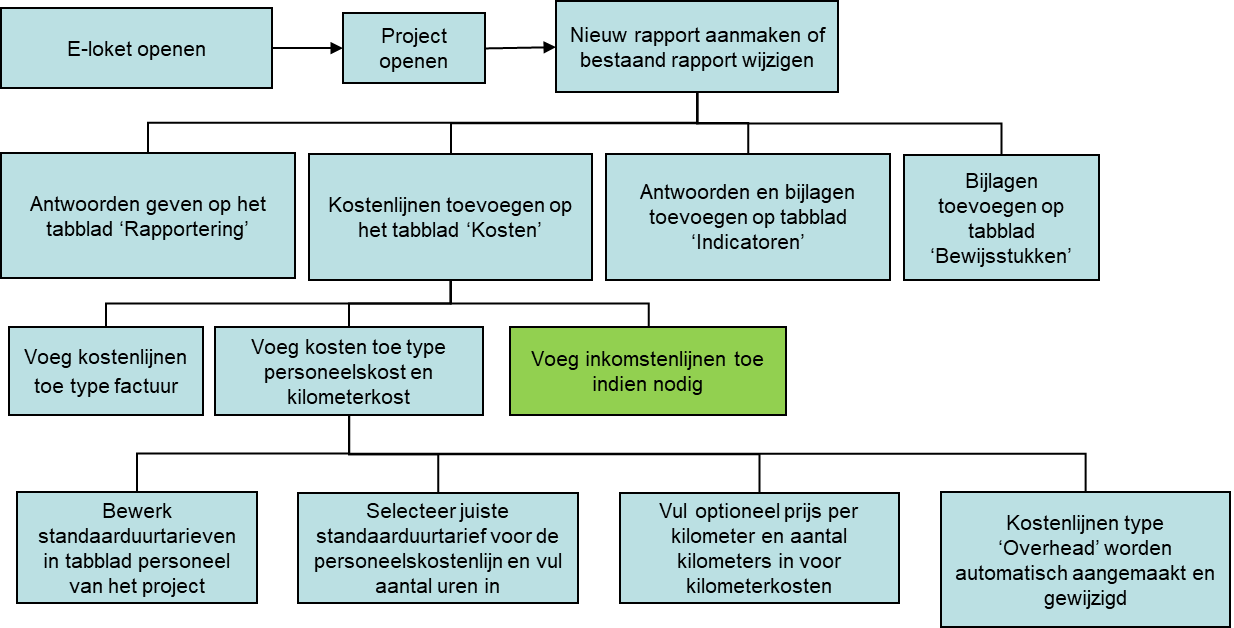 E-loket openen
Project
openen
Nieuw rapport aanmaken of
bestaand rapport wijzigen
Antwoorden geven op het
tabblad ‘Rapportering’
Kostenlijnen toevoegen op
het tabblad ‘Kosten’
Antwoorden en bijlagen
toevoegen op tabblad
‘Indicatoren’
Bijlagen
toevoegen op
tabblad
‘Bewijsstukken’
Voeg kostenlijnen
toe type factuur
Voeg kosten toe type
personeelskost en
kilometerkost
Voeg inkomstenlijnen toe
indien nodig
Bewerk
standaarduurtarieven
in tabblad personeel
van het project
Selecteer juiste
standaarduurtarief voor de
personeelskostenlijn en vul
aantal uren in
Vul optioneel prijs per
kilometer en aantal
kilometers in voor
kilometerkosten
Kostenlijnen type
‘Overhead’ worden
automatisch aangemaakt en
gewijzigd